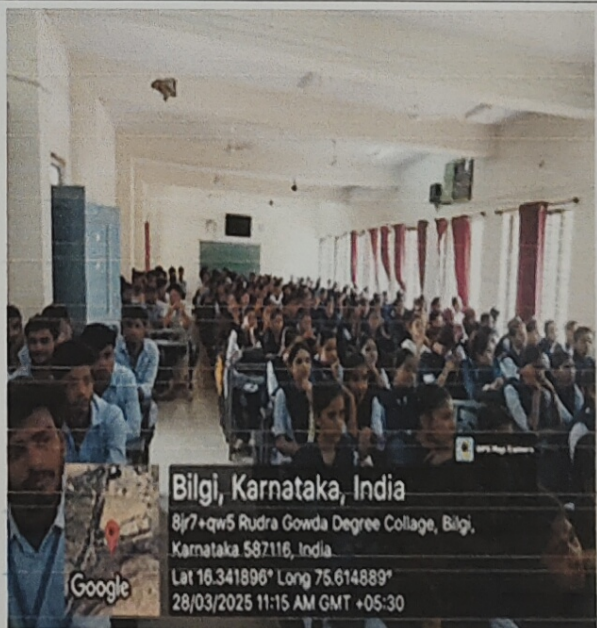 GPS Map Camera
Bilgi, Karnataka, India
8jr7+qw5 Rudra Gowda Degree Collage, Bilgi,
Karnataka 587116, India
Lat 16.341896° Long 75.614889°
28/03/2025 11:15 AM GMT +05:30
Google